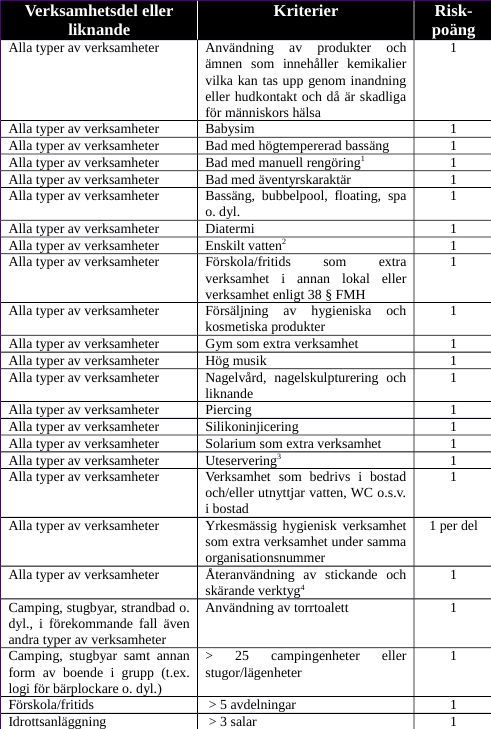 Verksamhetsdel eller Kriterier Risk-
liknande poäng
Alla typer av verksamheter Användning av produkter och 1
ämnen som innehåller kemikalier
vilka kan tas upp genom inandning
eller hudkontakt och då är skadliga
för människors hälsa
Alla typer av verksamheter Babysim 1
Alla typer av verksamheter Bad med högtempererad bassäng 1
Alla typer av verksamheter Bad med manuell rengöring¹ 1
Alla typer av verksamheter Bad med äventyrskaraktär 1
Alla typer av verksamheter Bassäng, bubbelpool, floating, spa 1
o. dyl.
Alla typer av verksamheter Diatermi 1
Alla typer av verksamheter Enskilt vatten² 1
Alla typer av verksamheter Förskola/fritids som extra 1
verksamhet i annan lokal eller
verksamhet enligt 38 § FMH
Alla typer av verksamheter Försäljning av hygieniska och 1
kosmetiska produkter
Alla typer av verksamheter Gym som extra verksamhet 1
Alla typer av verksamheter Hög musik 1
Alla typer av verksamheter Nagelvård, nagelskulpturering och 1
liknande
Alla typer av verksamheter Piercing 1
Alla typer av verksamheter Silikoninjicering 1
Alla typer av verksamheter Solarium som extra verksamhet 1
Alla typer av verksamheter Uteservering³ 1
Alla typer av verksamheter Verksamhet som bedrivs i bostad 1
och/eller utnyttjar vatten, WC o.s.v.
i bostad
Alla typer av verksamheter Yrkesmässig hygienisk verksamhet 1 per del
som extra verksamhet under samma
organisationsnummer
Alla typer av verksamheter Återanvändning av stickande och 1
skärande verktyg⁴
Camping, stugbyar, strandbad o. Användning av torrtoalett 1
dyl., i förekommande fall även
andra typer av verksamheter
Camping, stugbyar samt annan > 25 campingenheter eller 1
form av boende i grupp (t.ex. stugor/lägenheter
logi för bärplockare o. dyl.)
Förskola/fritids > 5 avdelningar 1
Idrottsanläggning > 3 salar 1